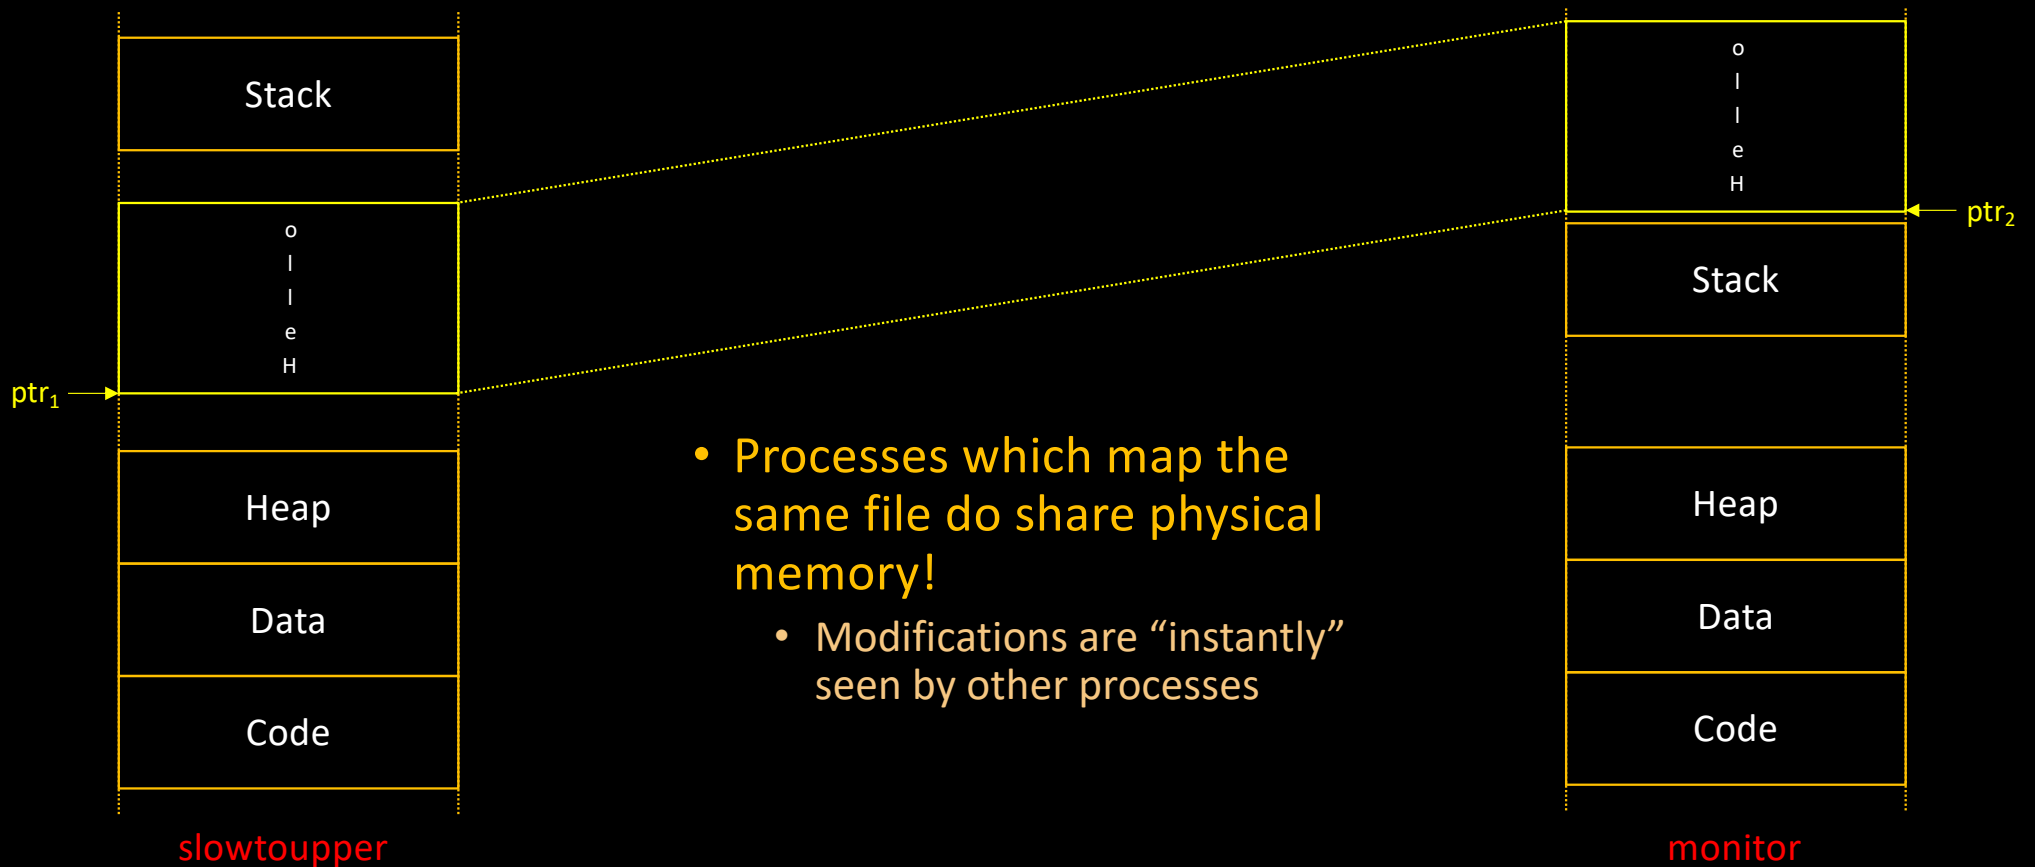 Stack
o
l
l
e
H
ptr₁
Heap
Data
Code
slowtoupper
• Processes which map the
same file do share physical
memory!
• Modifications are “instantly”
seen by other processes
o
l
l
e
H
ptr₂
Stack
Heap
Data
Code
monitor